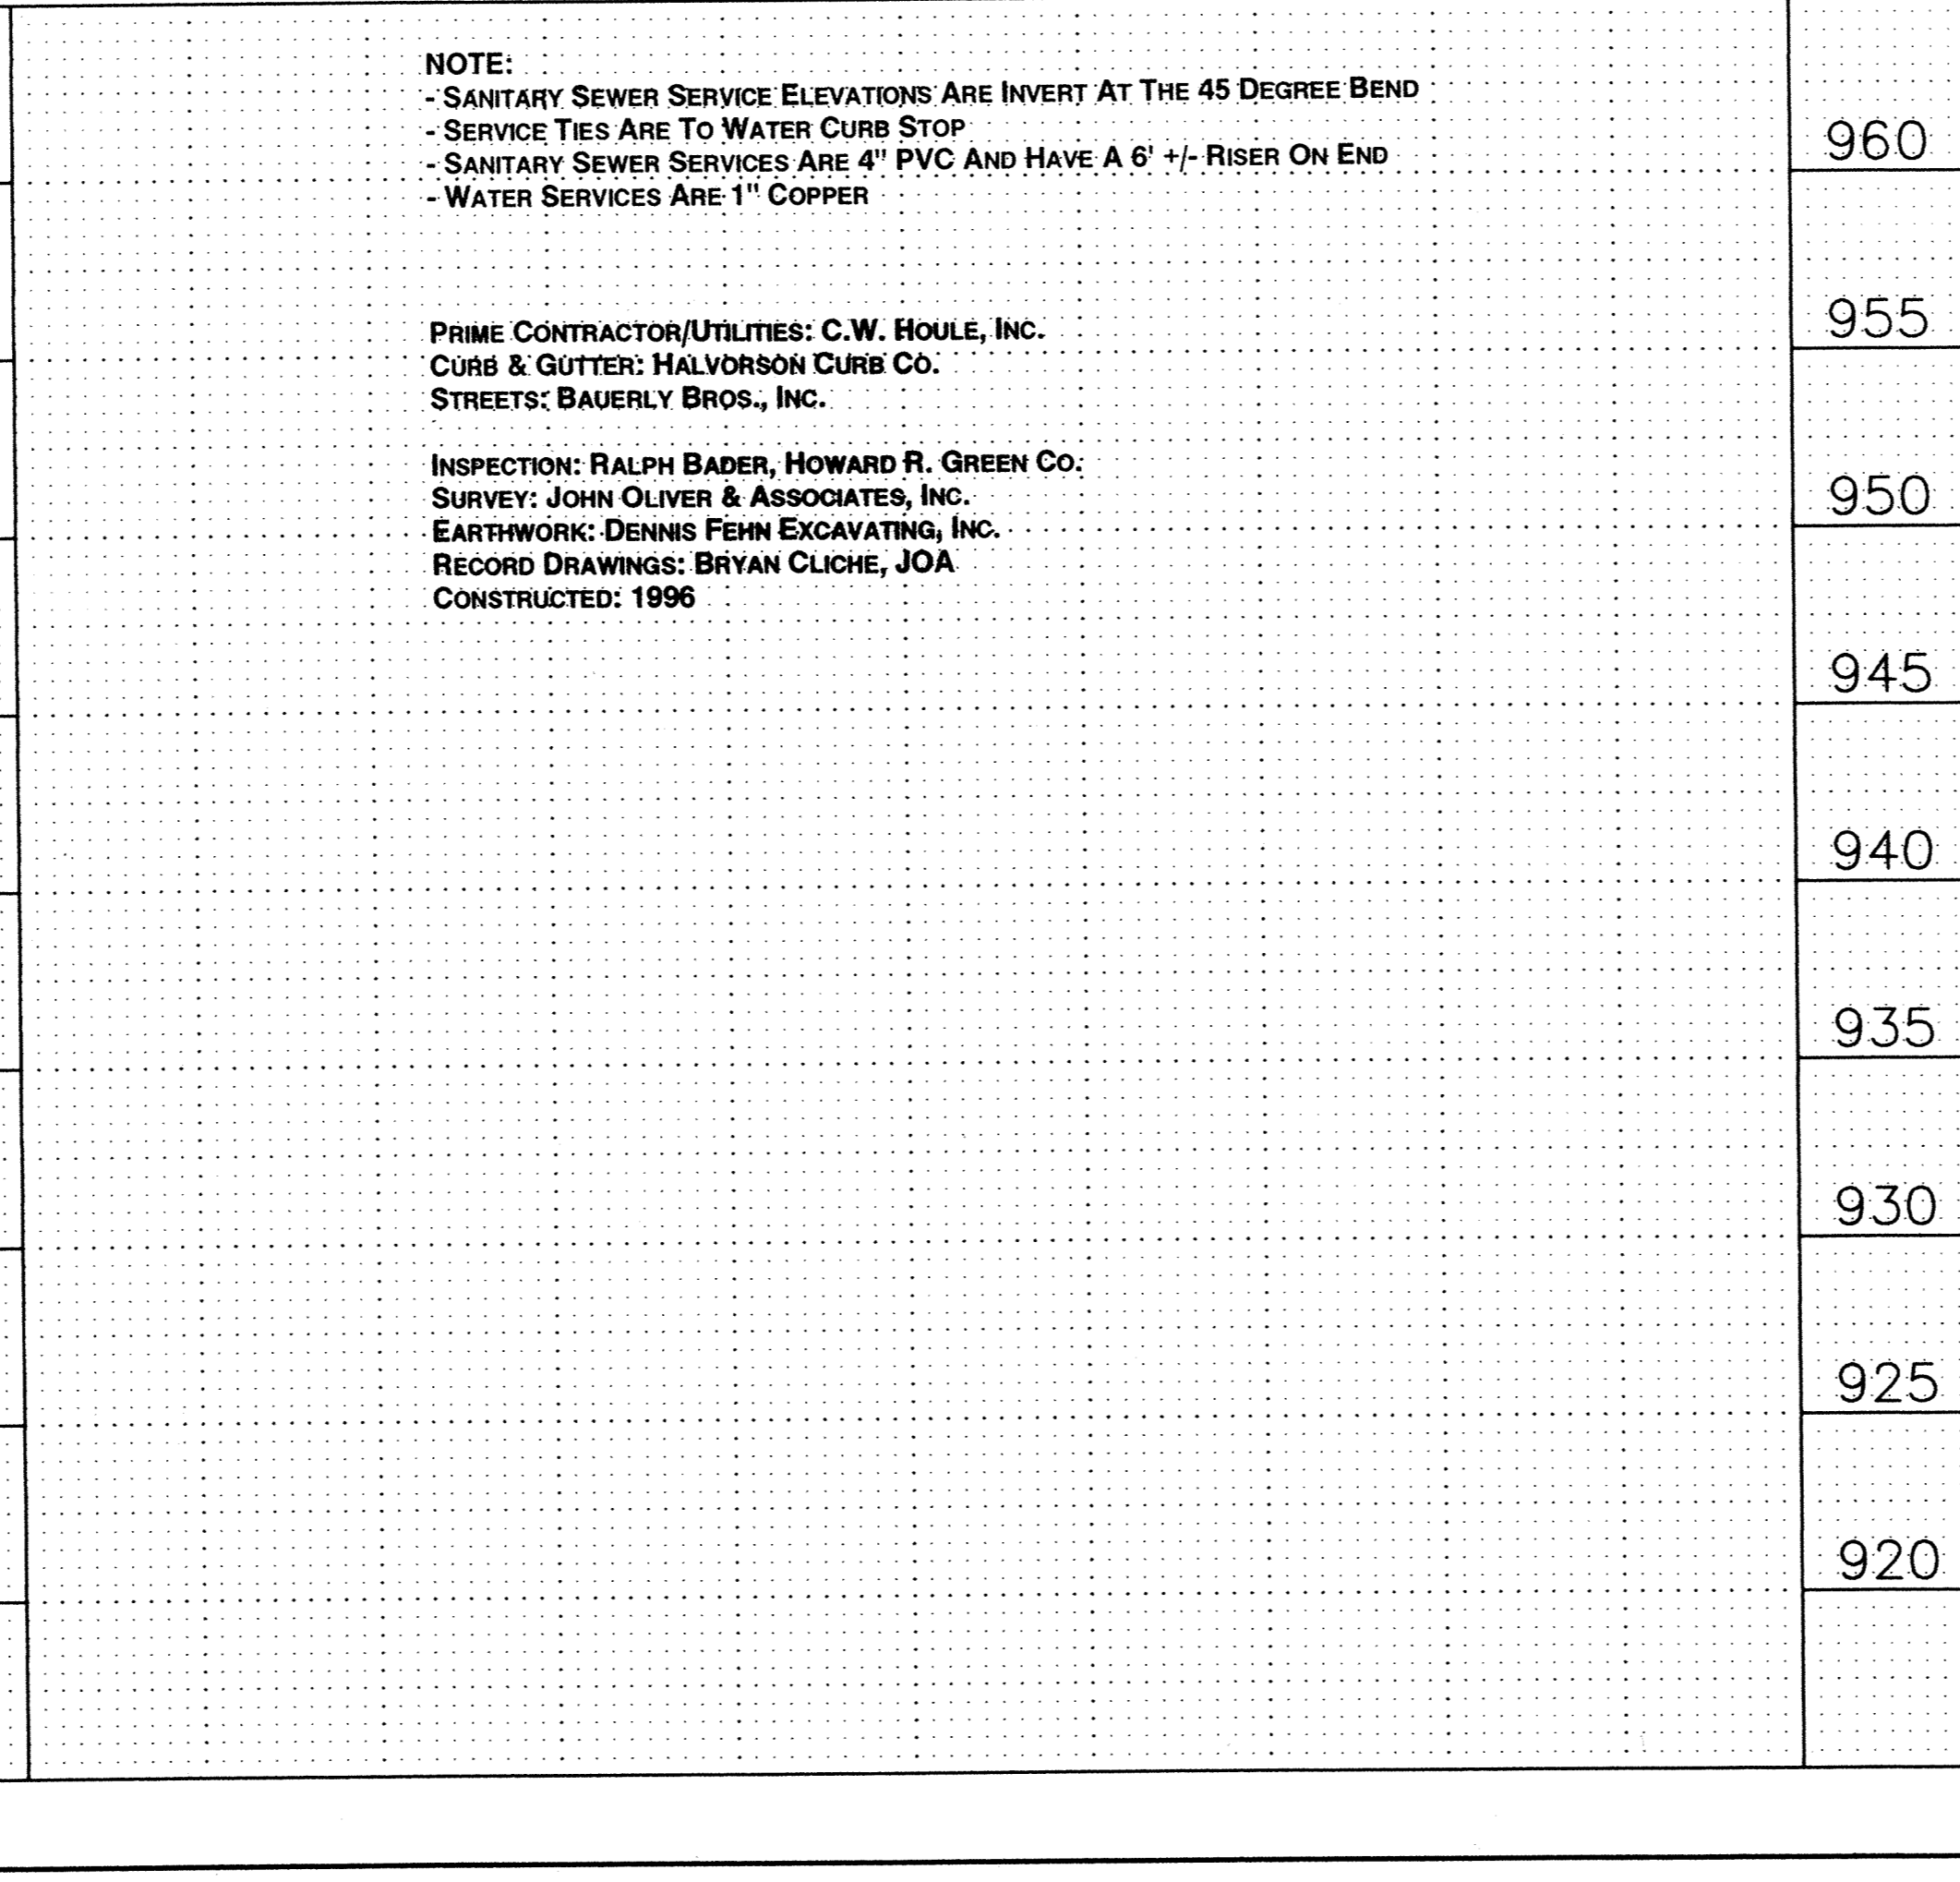 NOTE:
- SANITARY SEWER SERVICE ELEVATIONS ARE INVERT AT THE 45 DEGREE BEND
- SERVICE TIES ARE TO WATER CURB STOP
- SANITARY SEWER SERVICES ARE 4" PVC AND HAVE A 6' +/- RISER ON END
- WATER SERVICES ARE 1" COPPER
PRIME CONTRACTOR/UTILITIES: C.W. HOULE, INC.
CURB & GUTTER: HALVORSON CURB CO.
STREETS: BAUERLY BROS., INC.
INSPECTION: RALPH BADER, HOWARD R. GREEN CO.
SURVEY: JOHN OLIVER & ASSOCIATES, INC.
EARTHWORK: DENNIS FEHN EXCAVATING, INC.
RECORD DRAWINGS: BRYAN CLICHE, JOA
CONSTRUCTED: 1996
960
955
950
945
940
935
930
925
920